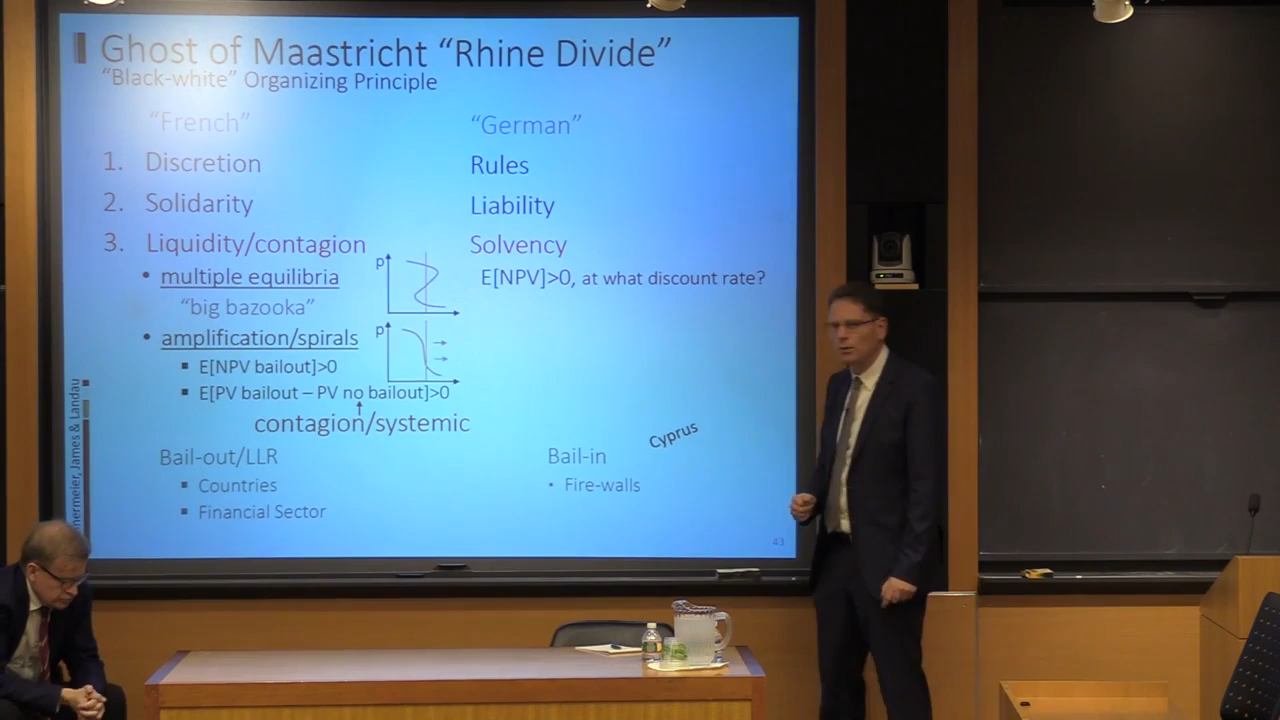 Ghost of Maastricht “Rhine Divide”
“Black-white” Organizing Principle
“French” “German”
1. Discretion Rules
2. Solidarity Liability
3. Liquidity/contagion Solvency
• multiple equilibria E[NPV]>0, at what discount rate?
p
“big bazooka”
• amplification/spirals
p
▪ E[NPV bailout]>0
▪ E[PV bailout – PV no bailout]>0
contagion/systemic
Cyprus
Bail-out/LLR Bail-in
▪ Countries • Fire-walls
▪ Financial Sector
43
James & Landau